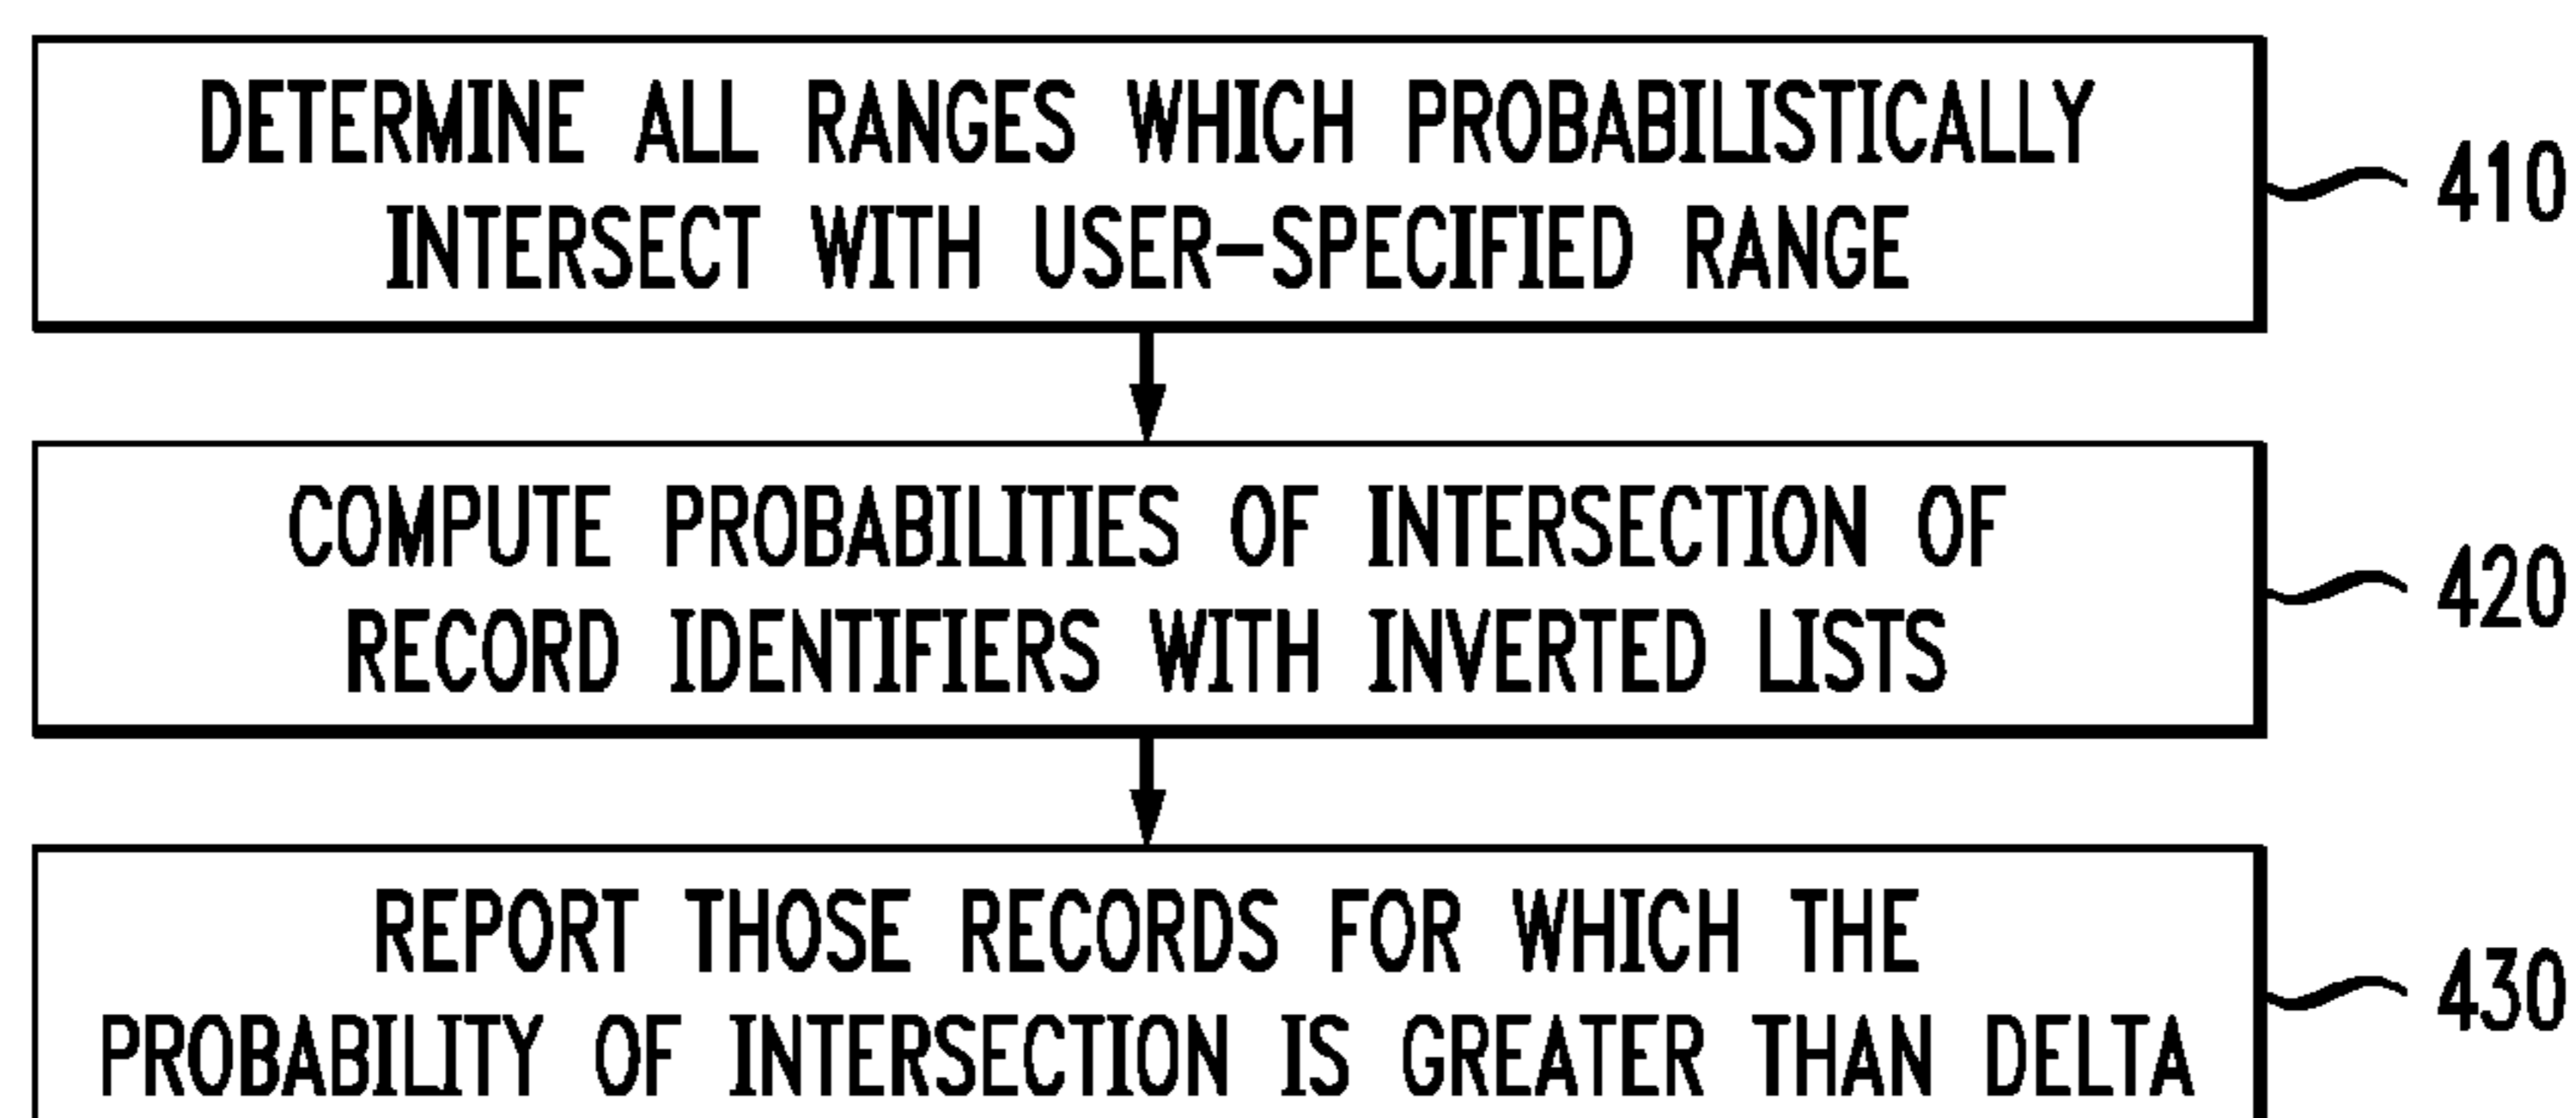 DETERMINE ALL RANGES WHICH PROBABILISTICALLY
INTERSECT WITH USER-SPECIFIED RANGE
410
COMPUTE PROBABILITIES OF INTERSECTION OF
RECORD IDENTIFIERS WITH INVERTED LISTS
420
REPORT THOSE RECORDS FOR WHICH THE
PROBABILITY OF INTERSECTION IS GREATER THAN DELTA
430